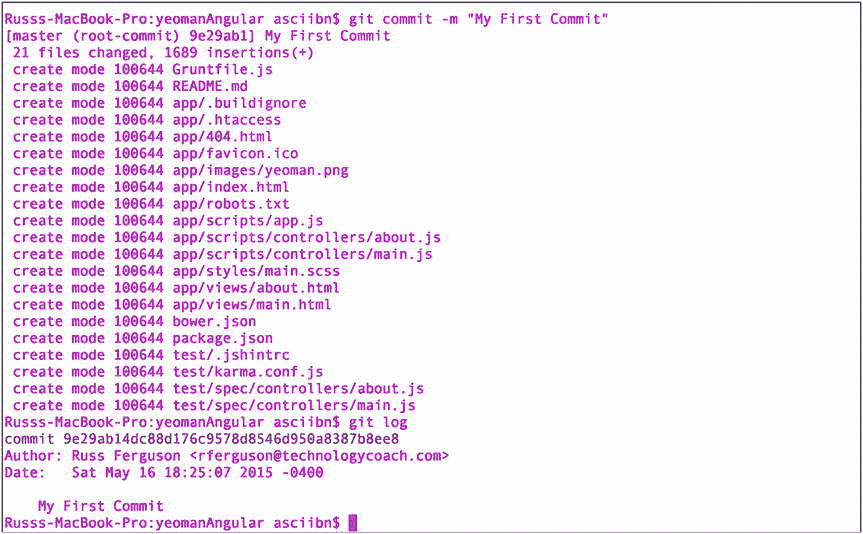 Russs-MacBook-Pro:yeomanAngular asciibn$ git commit -m "My First Commit"
[master (root-commit) 9e29ab1] My First Commit
 21 files changed, 1689 insertions(+)
 create mode 100644 Gruntfile.js
 create mode 100644 README.md
 create mode 100644 app/.buildignore
 create mode 100644 app/.htaccess
 create mode 100644 app/404.html
 create mode 100644 app/favicon.ico
 create mode 100644 app/images/yeoman.png
 create mode 100644 app/index.html
 create mode 100644 app/robots.txt
 create mode 100644 app/scripts/app.js
 create mode 100644 app/scripts/controllers/about.js
 create mode 100644 app/scripts/controllers/main.js
 create mode 100644 app/styles/main.scss
 create mode 100644 app/views/about.html
 create mode 100644 app/views/main.html
 create mode 100644 bower.json
 create mode 100644 package.json
 create mode 100644 test/.jshintrc
 create mode 100644 test/karma.conf.js
 create mode 100644 test/spec/controllers/about.js
 create mode 100644 test/spec/controllers/main.js
Russs-MacBook-Pro:yeomanAngular asciibn$ git log
commit 9e29ab14dc88d176c9578d8546d950a8387b8ee8
Author: Russ Ferguson <rferguson@technologycoach.com>
Date:   Sat May 16 18:25:07 2015 -0400

    My First Commit
Russs-MacBook-Pro:yeomanAngular asciibn$